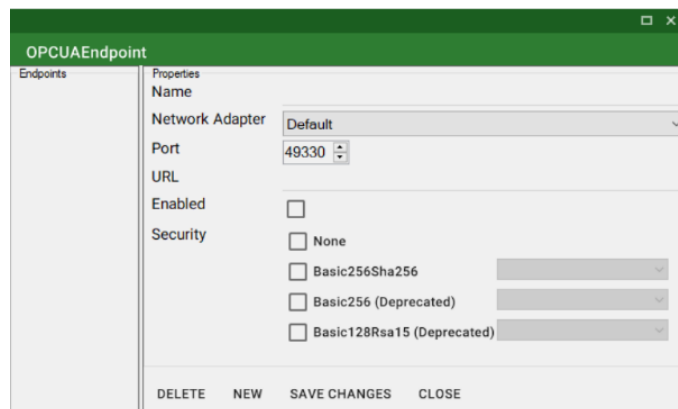 OPCUAEndpoint
Endpoints
Properties
Name
Network Adapter Default
Port 49330
URL
Enabled
Security
None
Basic256Sha256
Basic256 (Deprecated)
Basic128Rsa15 (Deprecated)
DELETE NEW SAVE CHANGES CLOSE